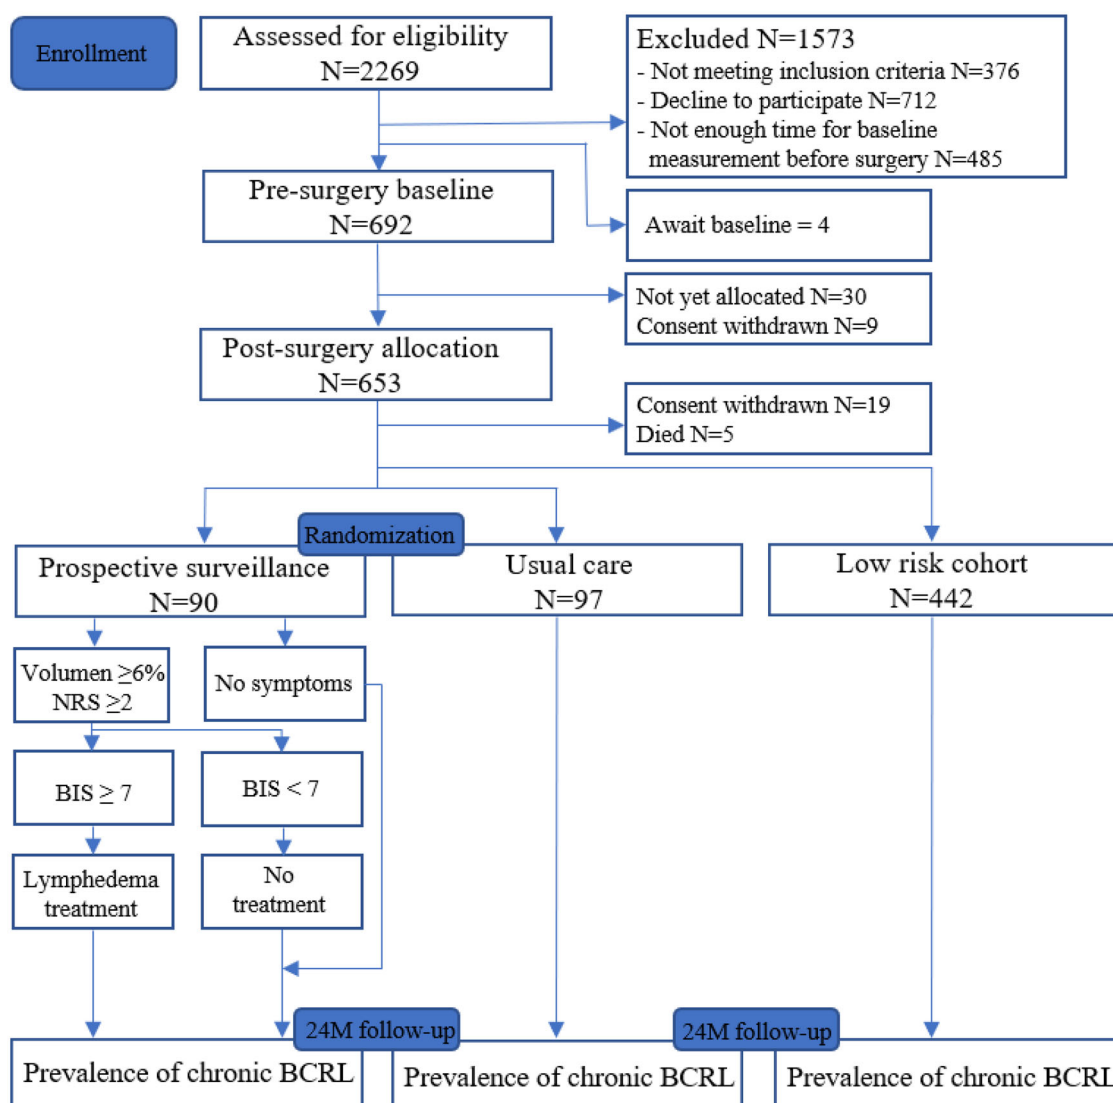 Enrollment
Assessed for eligibility
N=2269
Excluded N=1573
- Not meeting inclusion criteria N=376
- Decline to participate N=712
- Not enough time for baseline
measurement before surgery N=485
Pre-surgery baseline
N=692
Await baseline = 4
Not yet allocated N=30
Consent withdrawn N=9
Post-surgery allocation
N=653
Consent withdrawn N=19
Died N=5
Randomization
Prospective surveillance
N=90
Usual care
N=97
Low risk cohort
N=442
Volumen ≥6%
NRS ≥2
No symptoms
BIS ≥ 7
BIS < 7
Lymphedema
treatment
No
treatment
24M follow-up
24M follow-up
Prevalence of chronic BCRL
Prevalence of chronic BCRL
Prevalence of chronic BCRL